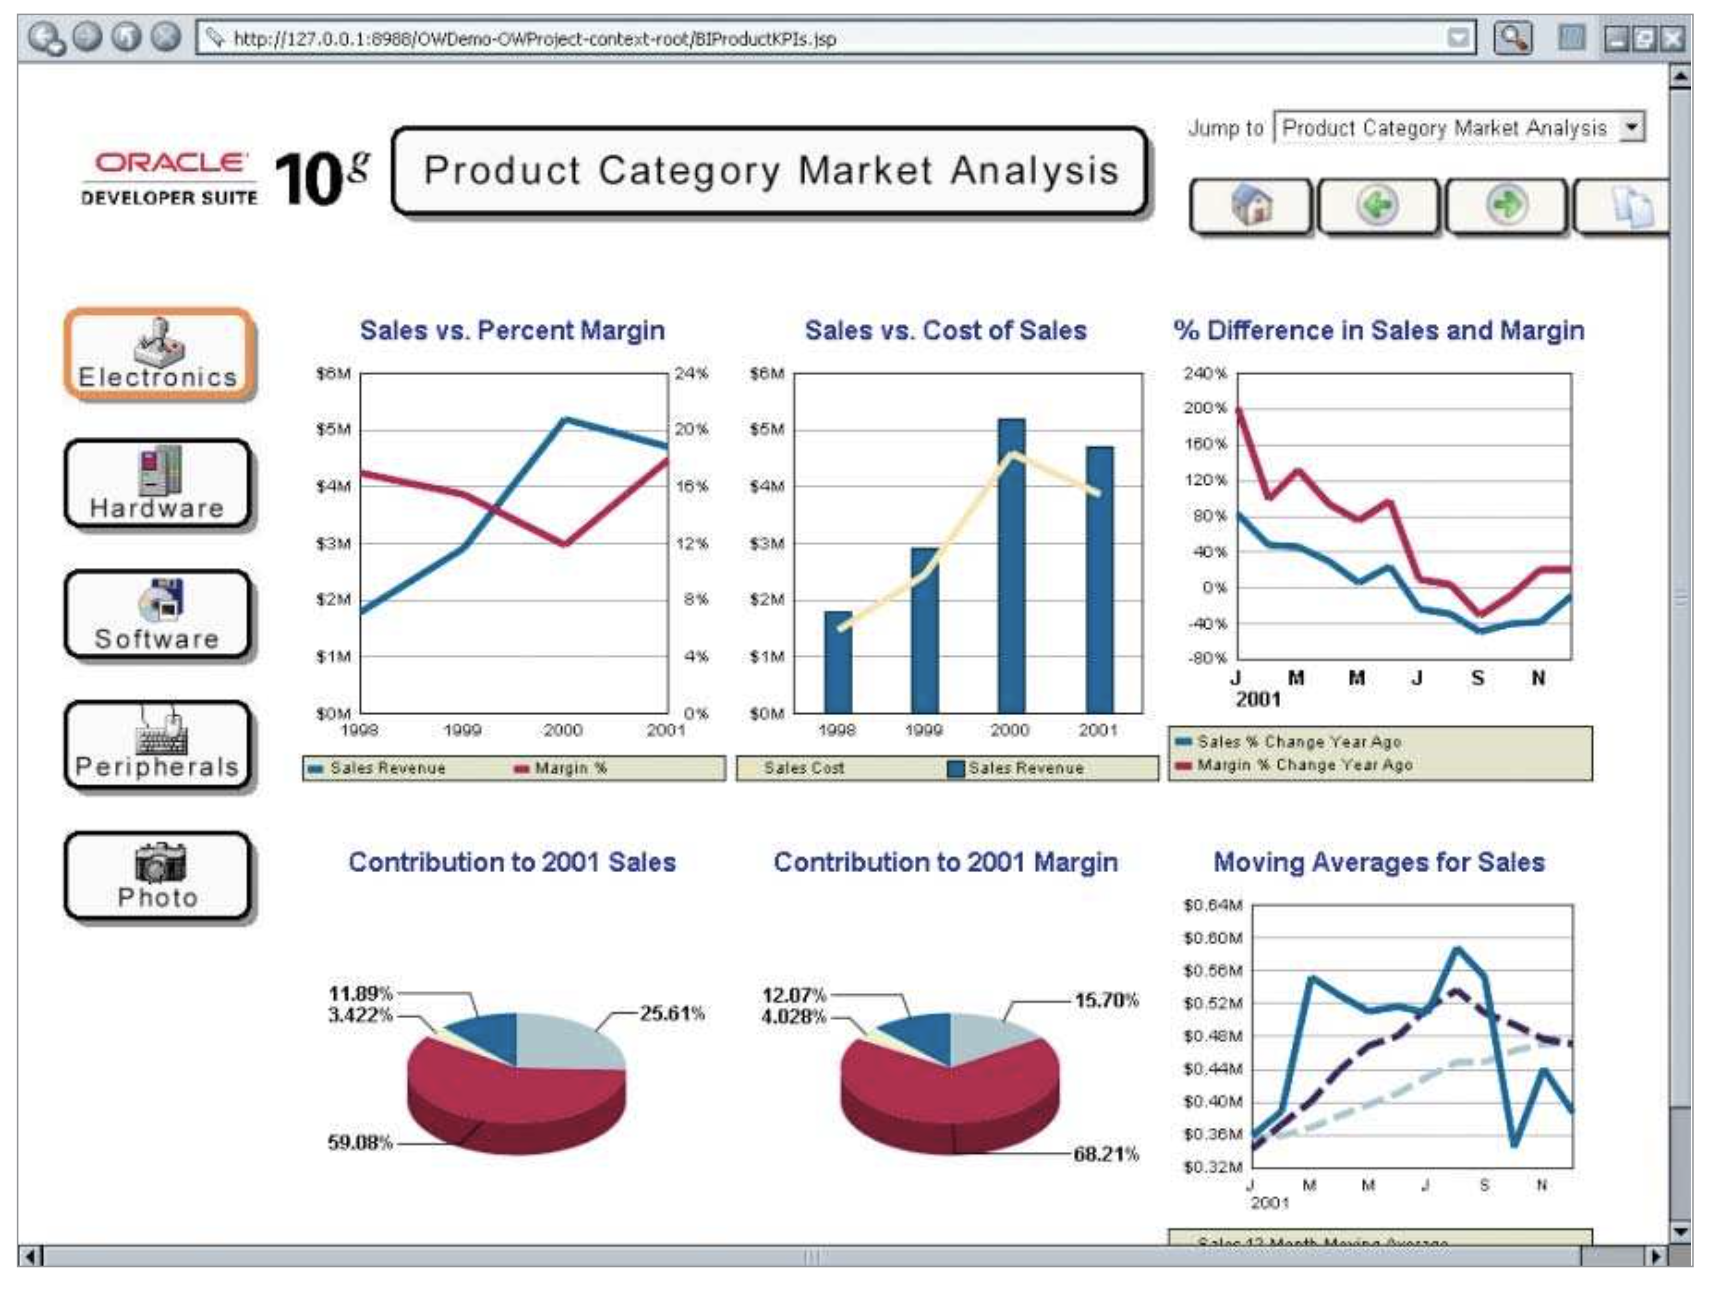 http://127.0.0.1:8988/OWDemo-OWProject-context-root/BIProductKPIs.jsp
Jump to Product Category Market Analysis
ORACLE
DEVELOPER SUITE
10g
Product Category Market Analysis
Electronics
Hardware
Software
Peripherals
Photo
Sales vs. Percent Margin
$6M
$5M
$4M
$3M
$2M
$1M
$0M
24%
20%
16%
12%
8%
4%
0%
1998 1999 2000 2001
Sales Revenue Margin %
Sales vs. Cost of Sales
$6M
$5M
$4M
$3M
$2M
$1M
$0M
1998 1999 2000 2001
Sales Cost Sales Revenue
% Difference in Sales and Margin
240%
200%
160%
120%
80%
40%
0%
-40%
-80%
J M M J S N
2001
Sales % Change Year Ago
Margin % Change Year Ago
Contribution to 2001 Sales
11.89%
3.422%
25.61%
59.08%
Contribution to 2001 Margin
12.07%
4.028%
15.70%
68.21%
Moving Averages for Sales
$0.64M
$0.60M
$0.56M
$0.52M
$0.48M
$0.44M
$0.40M
$0.36M
$0.32M
J M M J S N
2001
Sales 12 Month Moving Average